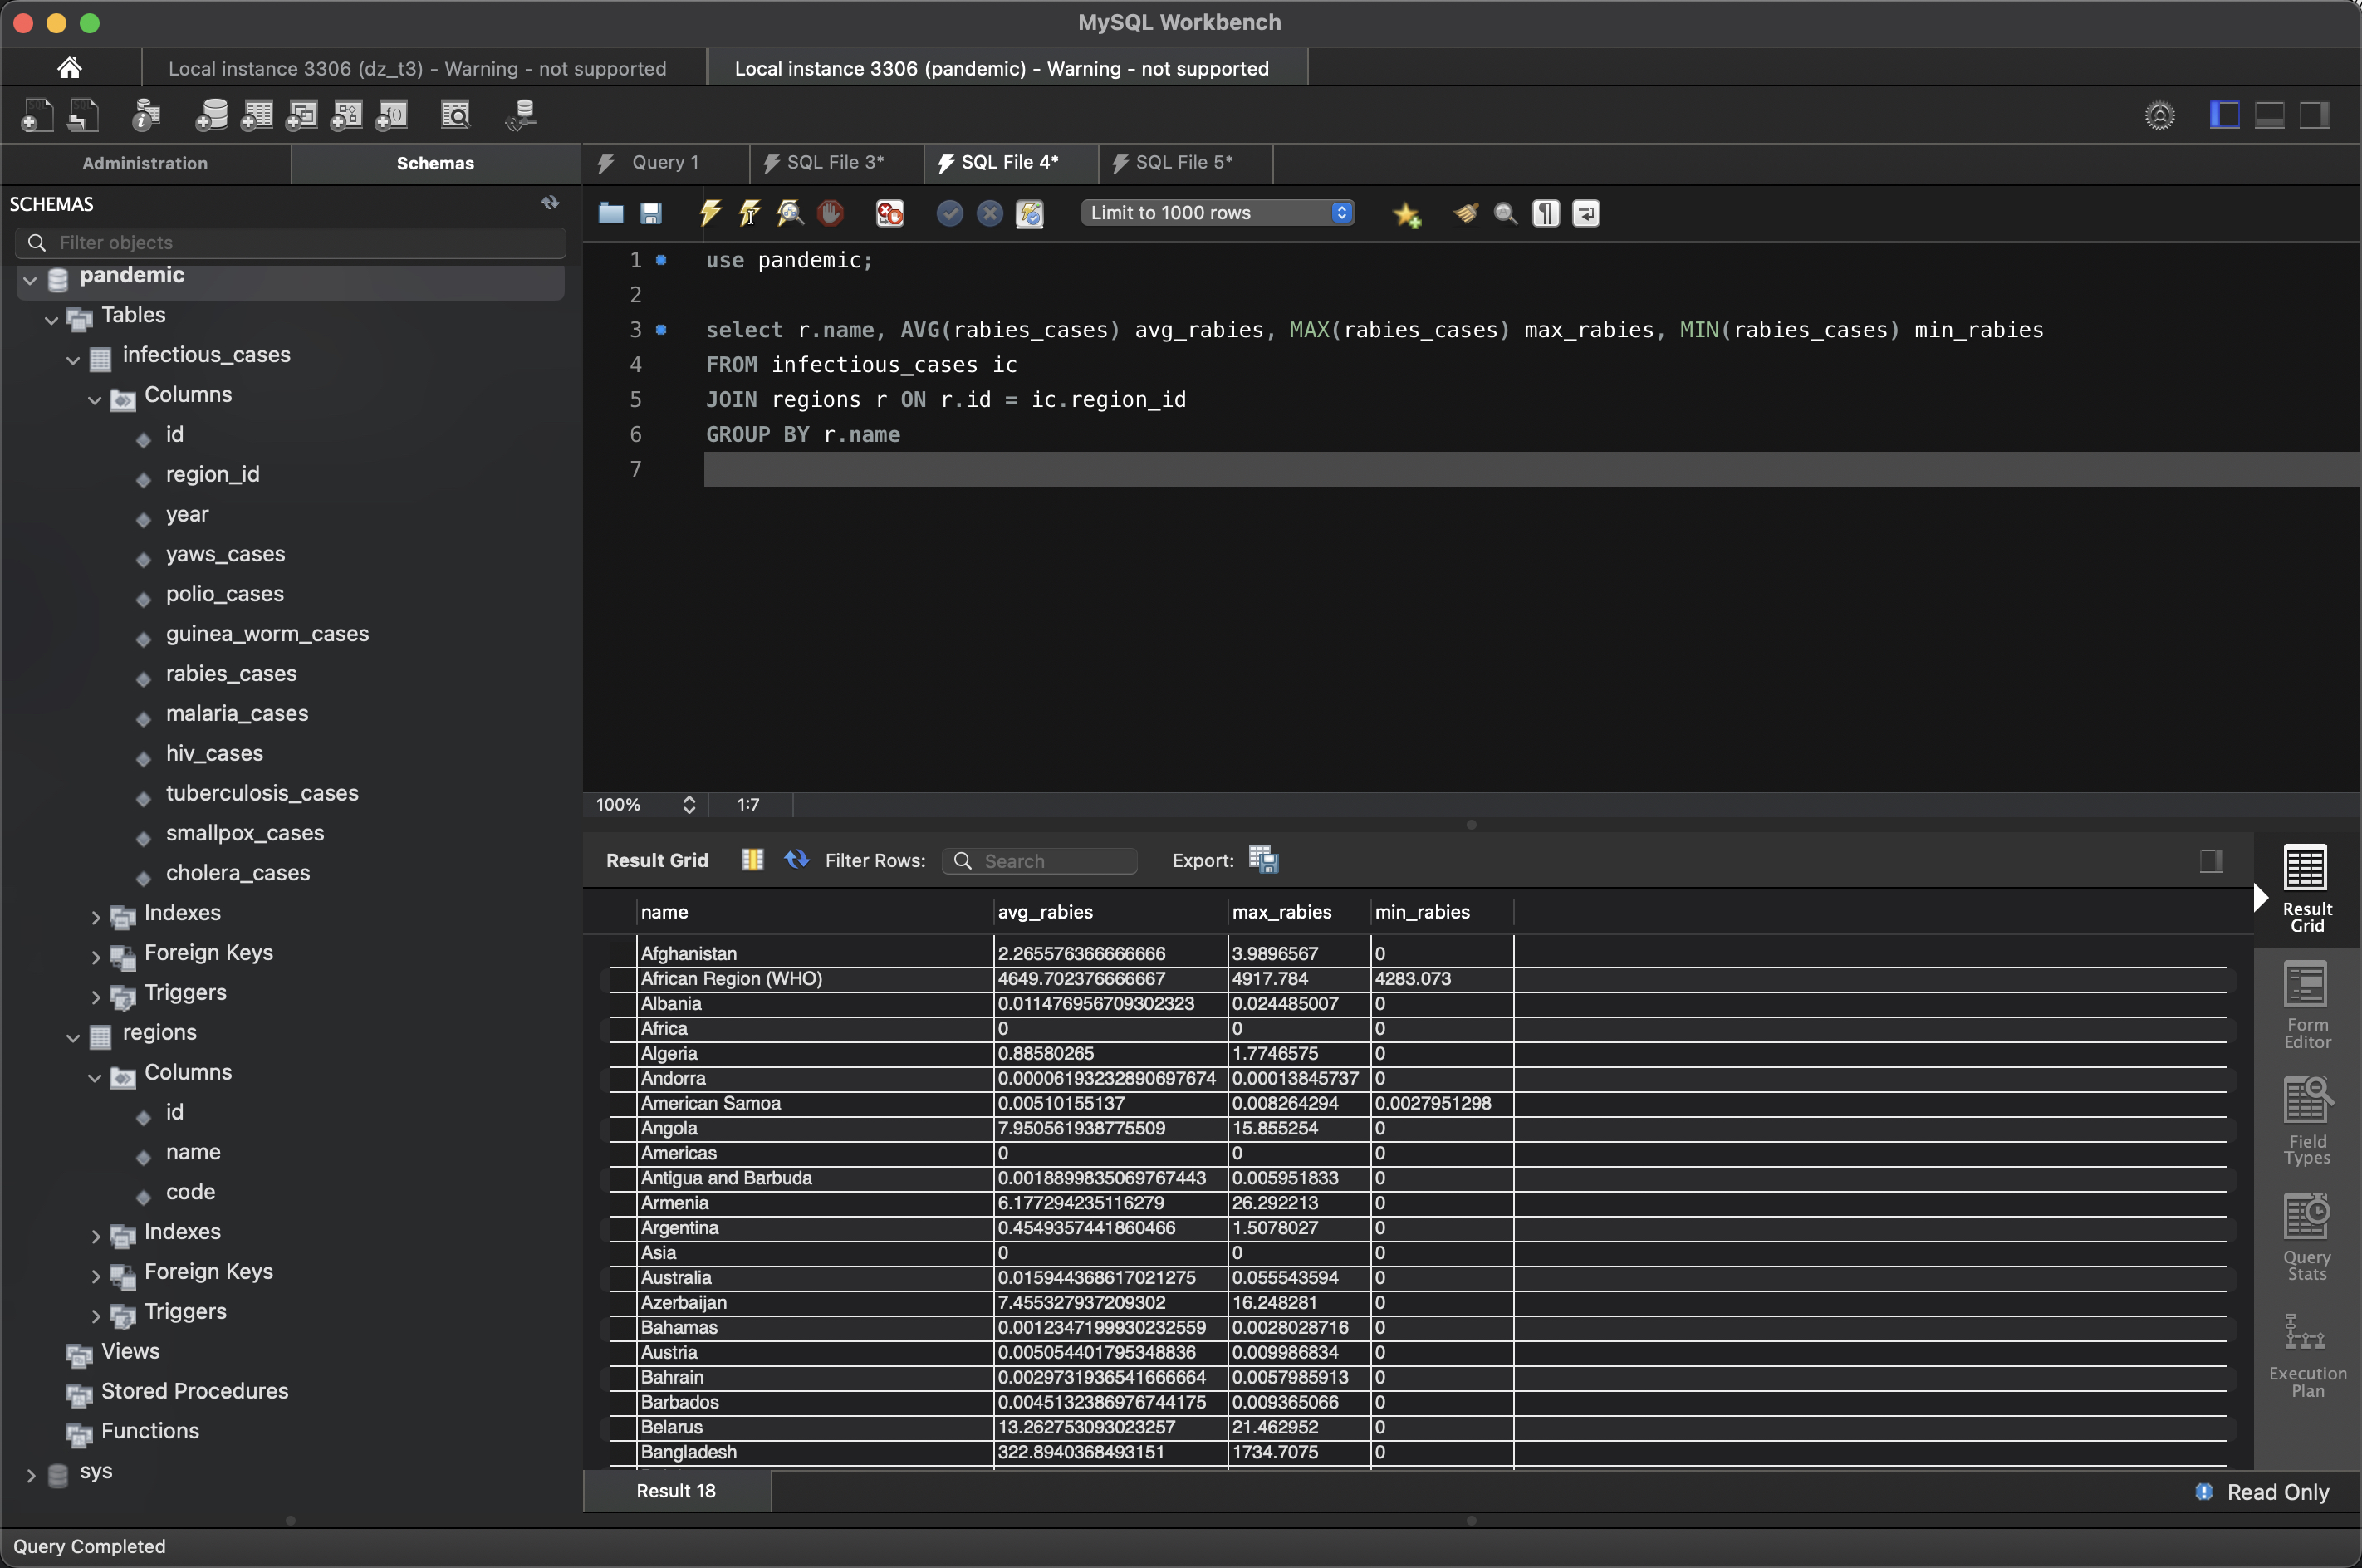 MySQL Workbench
Local instance 3306 (dz_t3) - Warning - not supported
Local instance 3306 (pandemic) - Warning - not supported
Administration
Schemas
Query 1
SQL File 3*
SQL File 4*
SQL File 5*
SCHEMAS
Filter objects
pandemic
Tables
infectious_cases
Columns
id
region_id
year
yaws_cases
polio_cases
guinea_worm_cases
rabies_cases
malaria_cases
hiv_cases
tuberculosis_cases
smallpox_cases
cholera_cases
Indexes
Foreign Keys
Triggers
regions
Columns
id
name
code
Indexes
Foreign Keys
Triggers
Views
Stored Procedures
Functions
sys
Limit to 1000 rows
1 use pandemic;
2
3 select r.name, AVG(rabies_cases) avg_rabies, MAX(rabies_cases) max_rabies, MIN(rabies_cases) min_rabies
4 FROM infectious_cases ic
5 JOIN regions r ON r.id = ic.region_id
6 GROUP BY r.name
7
100% 1:7
Result Grid Filter Rows: Search Export:
name avg_rabies max_rabies min_rabies
Afghanistan 2.265576366666666 3.9896567 0
African Region (WHO) 4649.702376666667 4917.784 4283.073
Albania 0.011476956709302323 0.024485007 0
Africa 0 0 0
Algeria 0.88580265 1.7746575 0
Andorra 0.00006193232890697674 0.00013845737 0
American Samoa 0.00510155137 0.008264294 0.0027951298
Angola 7.950561938775509 15.855254 0
Americas 0 0 0
Antigua and Barbuda 0.0018899835069767443 0.005951833 0
Armenia 6.177294235116279 26.292213 0
Argentina 0.4549357441860466 1.5078027 0
Asia 0 0 0
Australia 0.015944368617021275 0.055543594 0
Azerbaijan 7.455327937209302 16.248281 0
Bahamas 0.0012347199930232559 0.0028028716 0
Austria 0.005054401795348836 0.009986834 0
Bahrain 0.0029731936541666664 0.0057985913 0
Barbados 0.0045132386976744175 0.009365066 0
Belarus 13.262753093023257 21.462952 0
Bangladesh 322.8940368493151 1734.7075 0
Result
Grid
Form
Editor
Field
Types
Query
Stats
Execution
Plan
Result 18
Read Only
Query Completed